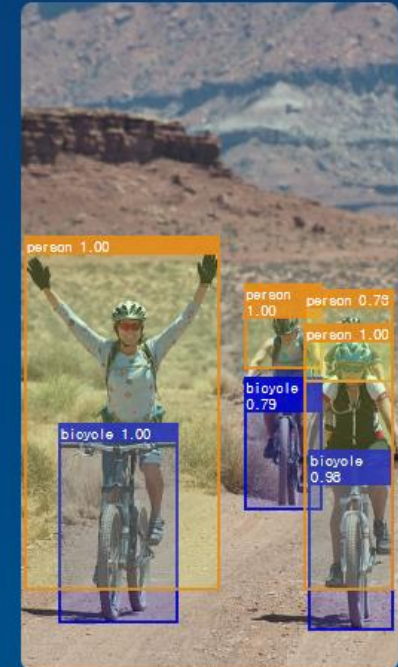 person 1.00
person
1.00
person 0.78
person 1.00
bicycle
0.79
bicycle 1.00
bicycle
0.98